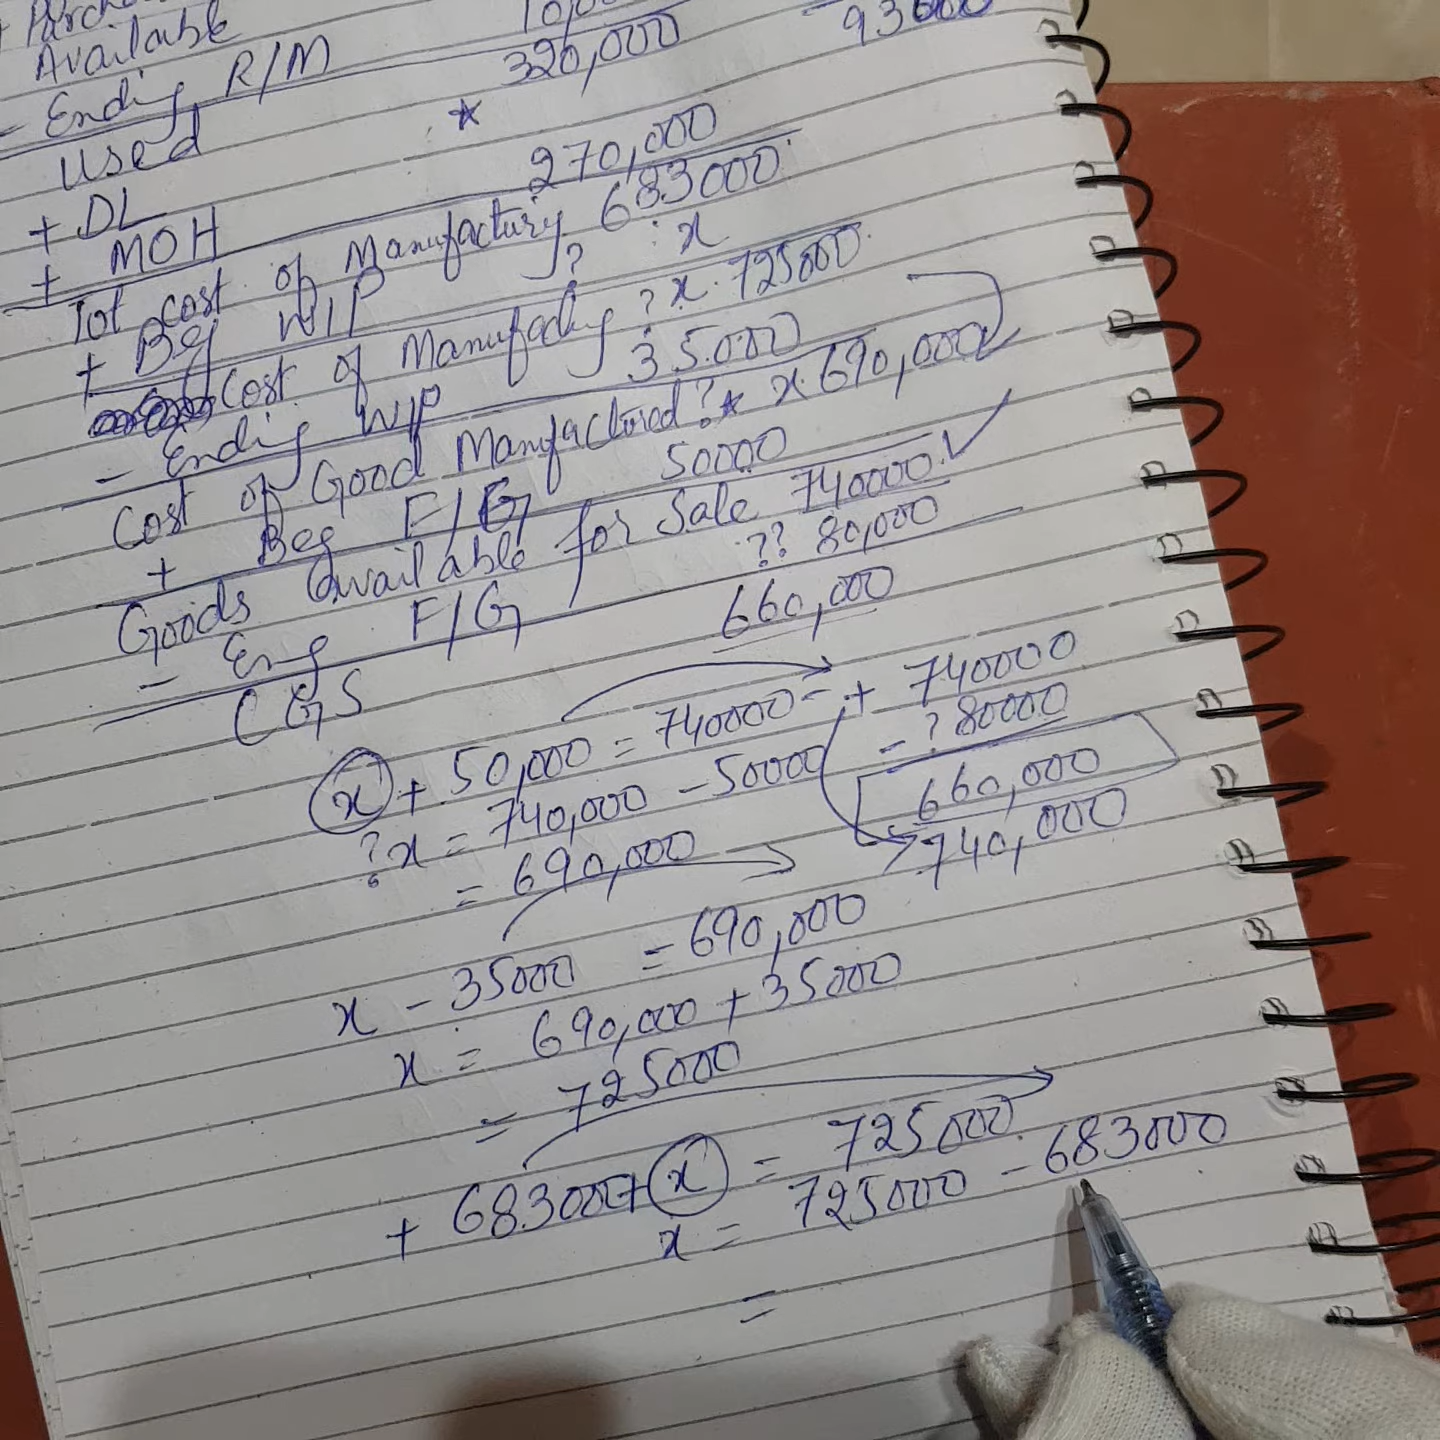 Available
- Ending R/M 320,000
Used
+ DL 270,000
+ MOH
Tot cost of Manufacturing 683000
+ Beg WIP ? x
Cost of Manufacturing ? x 725000
- Ending WIP 35000
Cost of Good Manufactured? x 690,000
+ Beg F/G 50000
Goods available for Sale 740000
- Eng F/G ?? 80,000
CGS 660,000
x + 50,000 = 740000 - + 740000
?x = 740,000 - 50000 - ? 80000
= 690,000 660,000
740,000
x - 35000 = 690,000
x = 690,000 + 35000
= 725000
+ 683000 + x = 725000
x = 725000 - 683000
=